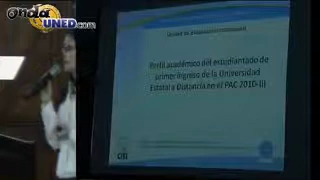 onda
UNED.com
Perfil académico del estudiantado de
primer ingreso de la Universidad
Estatal a Distancia en el PAC 2010-II